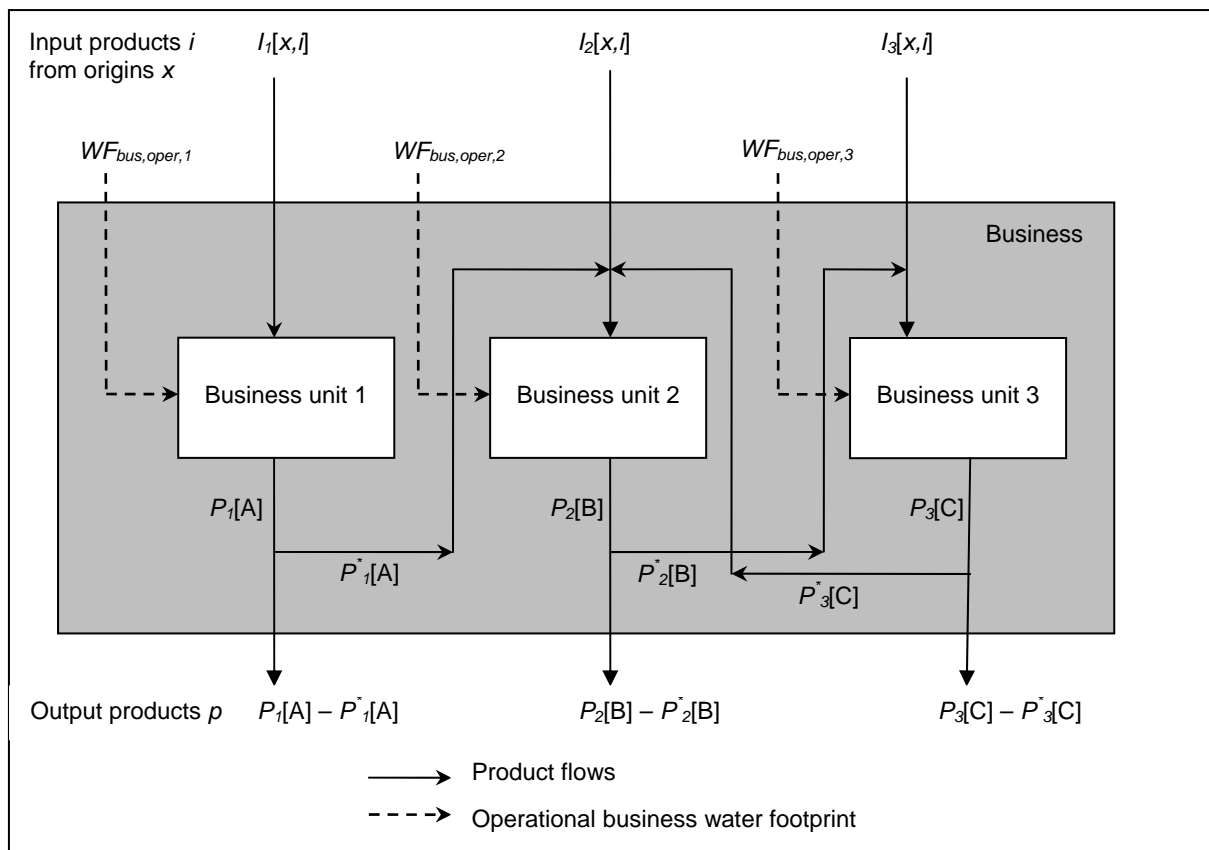 Input products i
from origins x
I1[x,i]
I2[x,i]
I3[x,i]
WFbus,oper,1
WFbus,oper,2
WFbus,oper,3
Business
Business unit 1
Business unit 2
Business unit 3
P1[A]
P2[B]
P3[C]
P*1[A]
P*2[B]
P*3[C]
Output products p
P1[A] – P*1[A]
P2[B] – P*2[B]
P3[C] – P*3[C]
Product flows
Operational business water footprint